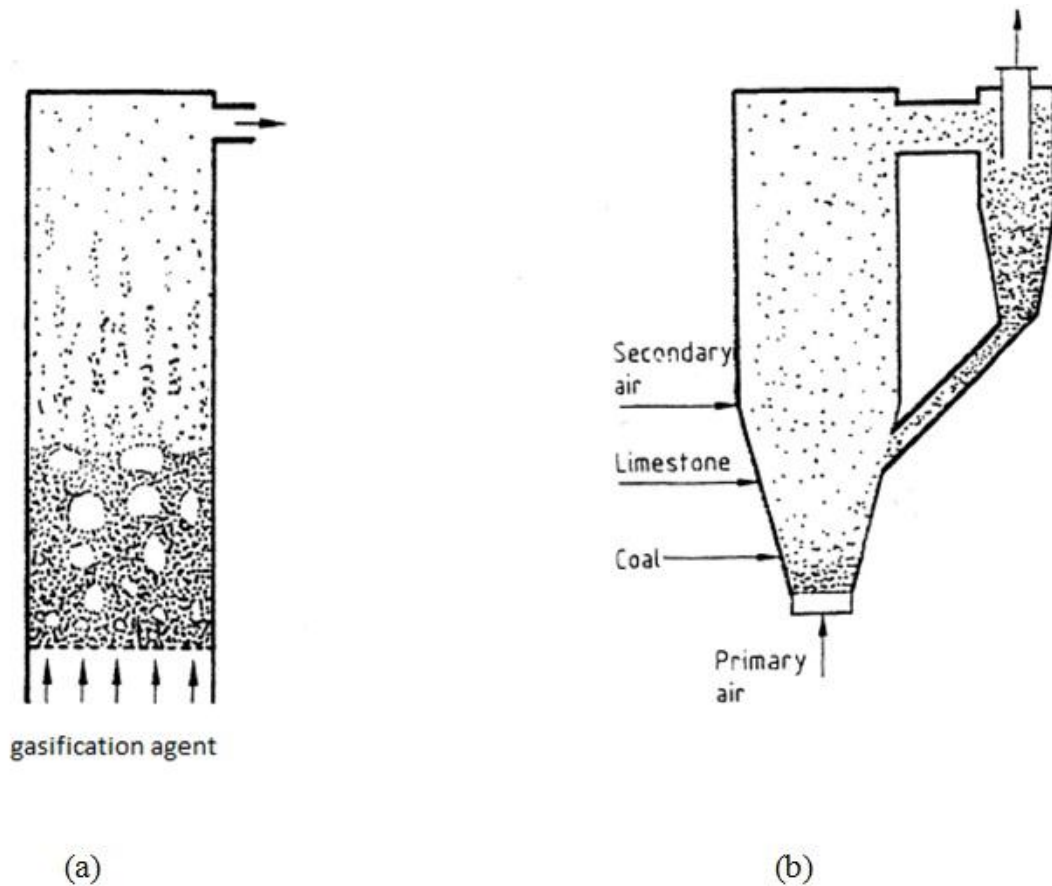 Secondary
air
Limestone
Coal
Primary
air
gasification agent
(a)
(b)